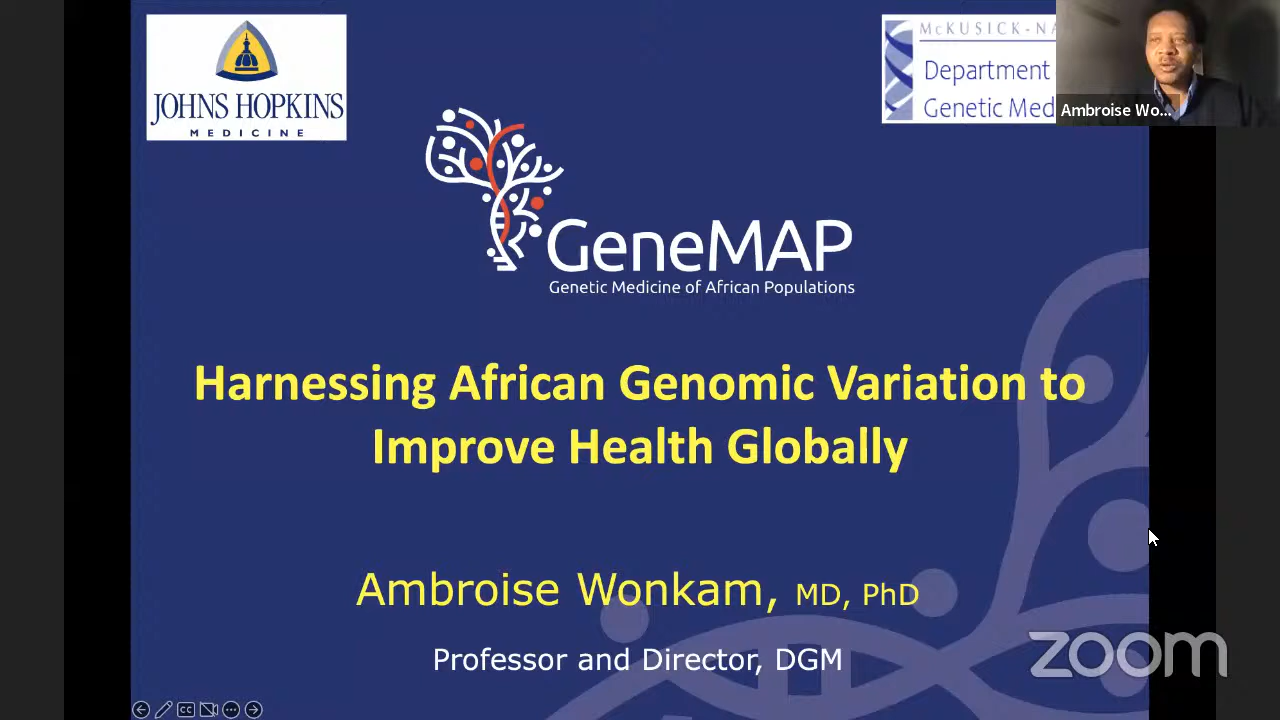 JOHNS HOPKINS
MEDICINE
McKUSICK-NA
Department
Genetic Med
Ambroise Wo...
GeneMAP
Genetic Medicine of African Populations
Harnessing African Genomic Variation to
Improve Health Globally
Ambroise Wonkam, MD, PhD
Professor and Director, DGM
zoom
CC